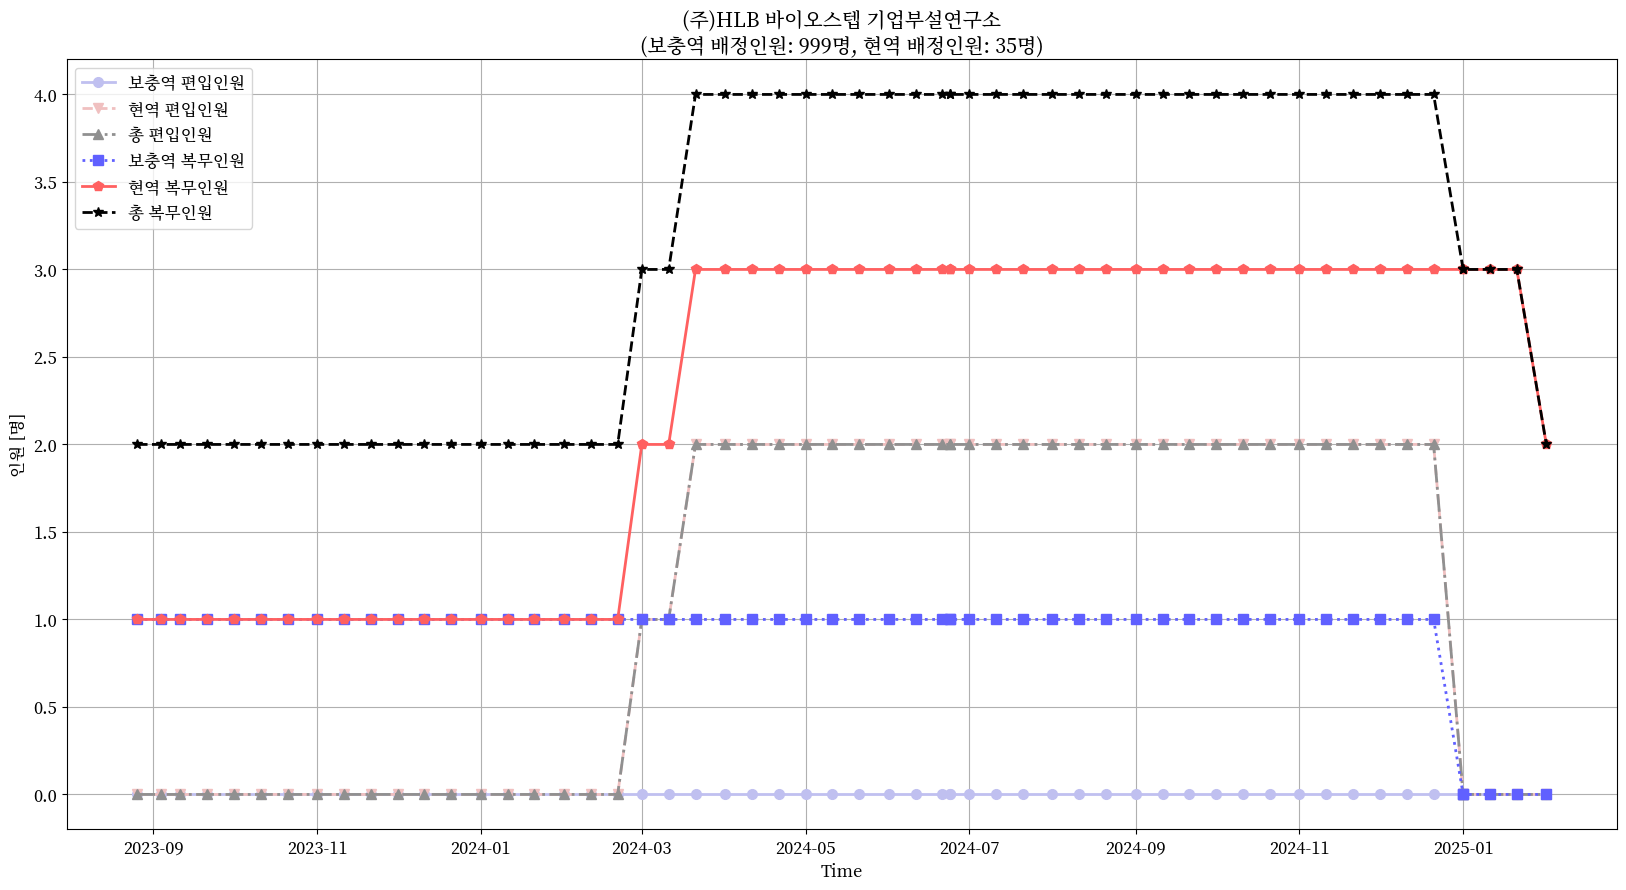 (주)HLB 바이오스텝 기업부설연구소
(보충역 배정인원: 999명, 현역 배정인원: 35명)
보충역 편입인원
현역 편입인원
총 편입인원
보충역 복무인원
현역 복무인원
총 복무인원
4.0
3.5
3.0
2.5
2.0
1.5
1.0
0.5
0.0
인원 [명]
2023-09
2023-11
2024-01
2024-03
2024-05
2024-07
2024-09
2024-11
2025-01
Time